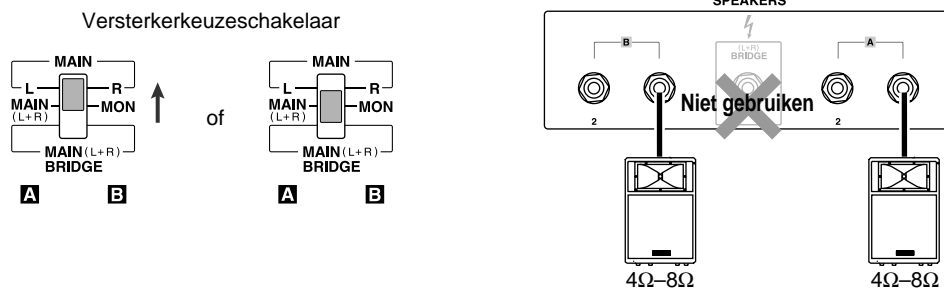 Versterkerkeuzeschakelaar
MAIN
L R
MAIN MON
(L+R)
MAIN (L+R)
BRIDGE
A B
of
MAIN
L R
MAIN MON
(L+R)
MAIN (L+R)
BRIDGE
A B
SPEAKERS
B
(L+R)
BRIDGE
A
Niet gebruiken
2
2
4Ω–8Ω
4Ω–8Ω